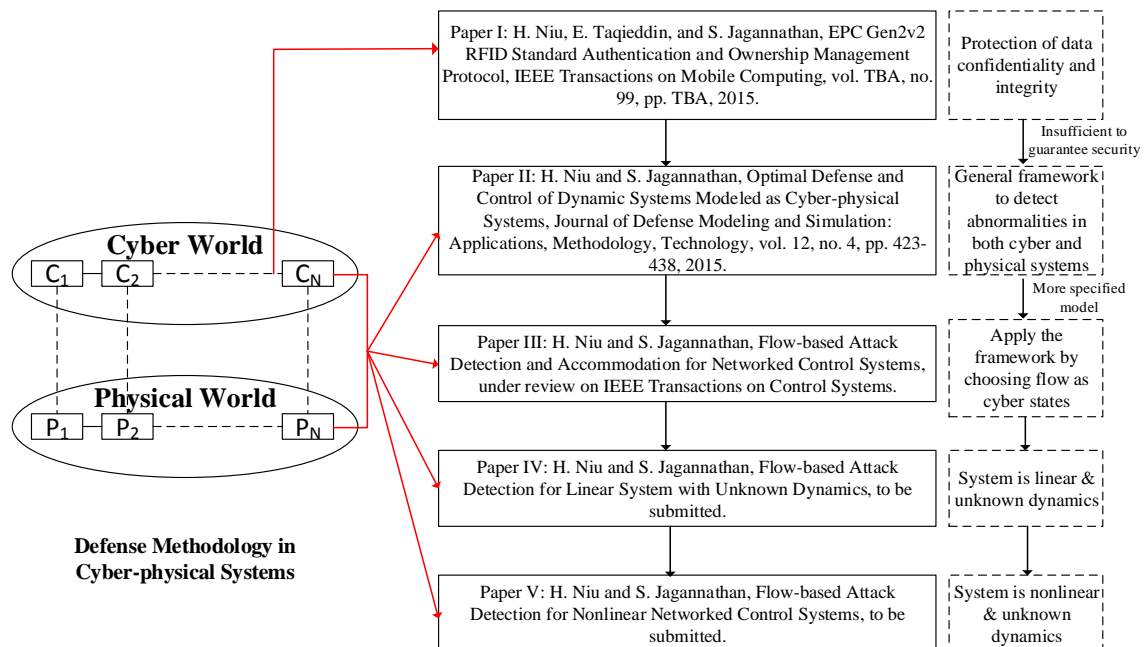 Paper I: H. Niu, E. Taqieddin, and S. Jagannathan, EPC Gen2v2
RFID Standard Authentication and Ownership Management
Protocol, IEEE Transactions on Mobile Computing, vol. TBA, no.
99, pp. TBA, 2015.
Protection of data
confidentiality and
integrity
Insufficient to
guarantee security
Paper II: H. Niu and S. Jagannathan, Optimal Defense and
Control of Dynamic Systems Modeled as Cyber-physical
Systems, Journal of Defense Modeling and Simulation:
Applications, Methodology, Technology, vol. 12, no. 4, pp. 423-
438, 2015.
General framework
to detect
abnormalities in
both cyber and
physical systems
More specified
model
Cyber World
C1
C2
CN
Paper III: H. Niu and S. Jagannathan, Flow-based Attack
Detection and Accommodation for Networked Control Systems,
under review on IEEE Transactions on Control Systems.
Apply the
framework by
choosing flow as
cyber states
Physical World
P1
P2
PN
Paper IV: H. Niu and S. Jagannathan, Flow-based Attack
Detection for Linear System with Unknown Dynamics, to be
submitted.
System is linear &
unknown dynamics
Defense Methodology in
Cyber-physical Systems
Paper V: H. Niu and S. Jagannathan, Flow-based Attack
Detection for Nonlinear Networked Control Systems, to be
submitted.
System is nonlinear
& unknown
dynamics